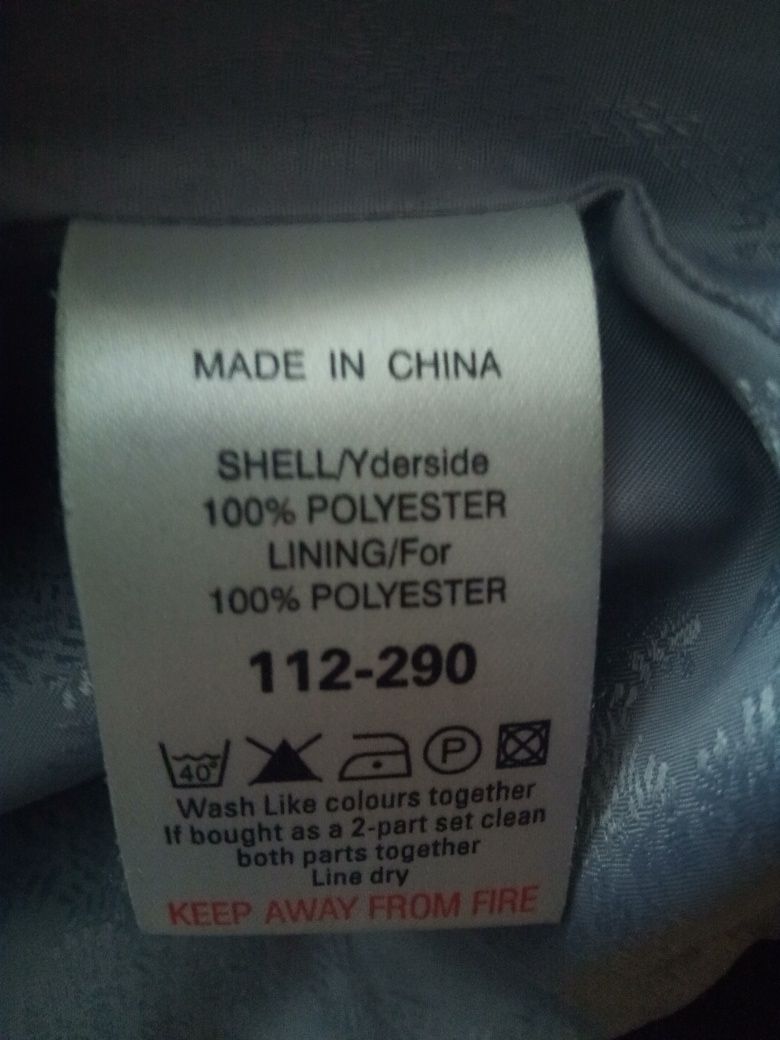 MADE IN CHINA
SHELL/Yderside
100% POLYESTER
LINING/For
100% POLYESTER
112-290
40° P
Wash Like colours together
If bought as a 2-part set clean
both parts together
Line dry
KEEP AWAY FROM FIRE